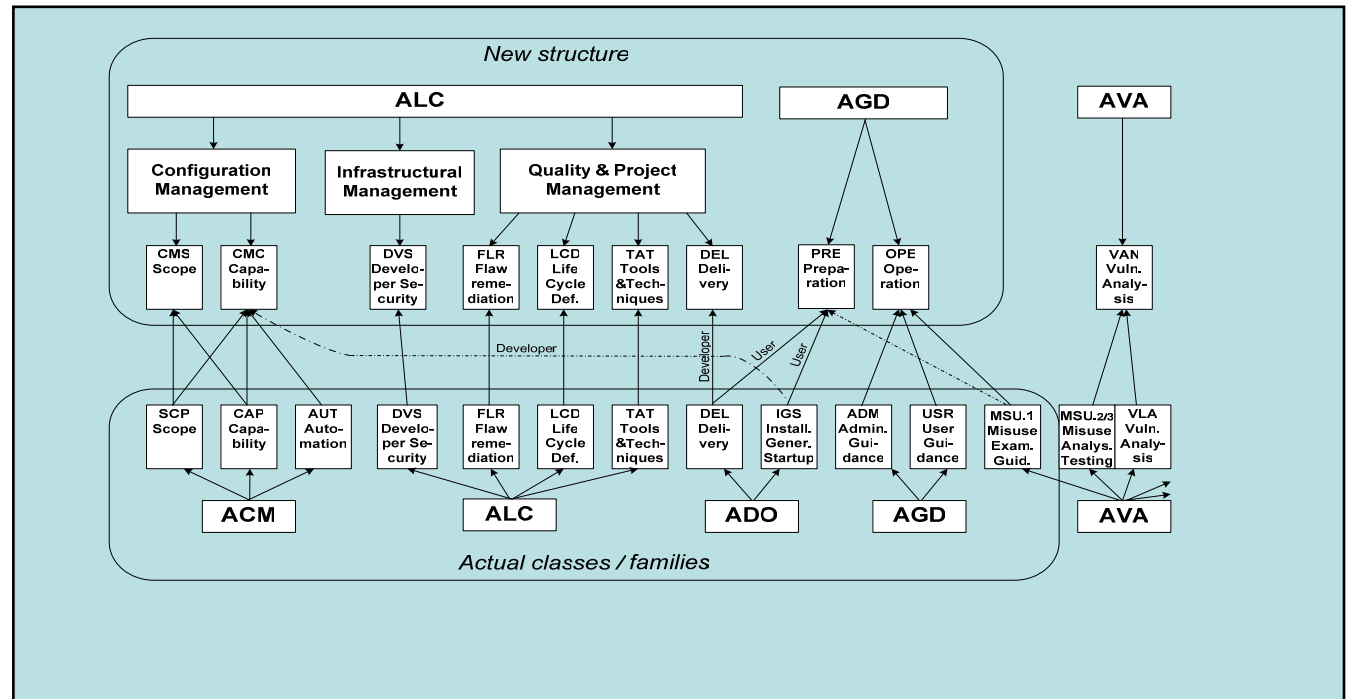 New structure
ALC
AGD
AVA
Configuration
Management
Infrastructural
Management
Quality & Project
Management
CMS
Scope
CMC
Capa-
bility
DVS
Develo-
per Se-
curity
FLR
Flaw
reme-
diation
LCD
Life
Cycle
Def.
TAT
Tools
&Tech-
niques
DEL
Deli-
very
PRE
Prepa-
ration
OPE
Ope-
ration
VAN
Vuln.
Analy-
sis
Developer
Developer
User
User
SCP
Scope
CAP
Capa-
bility
AUT
Auto-
mation
DVS
Develo-
per Se-
curity
FLR
Flaw
reme-
diation
LCD
Life
Cycle
Def.
TAT
Tools
&Tech-
niques
DEL
Deli-
very
IGS
Install.
Gener.
Startup
ADM
Admin.
Gui-
dance
USR
User
Gui-
dance
MSU.1
Misuse
Exam.
Guid.
MSU.2/3
Misuse
Analys.
Testing
VLA
Vuln.
Analy-
sis
ACM
ALC
ADO
AGD
AVA
Actual classes / families